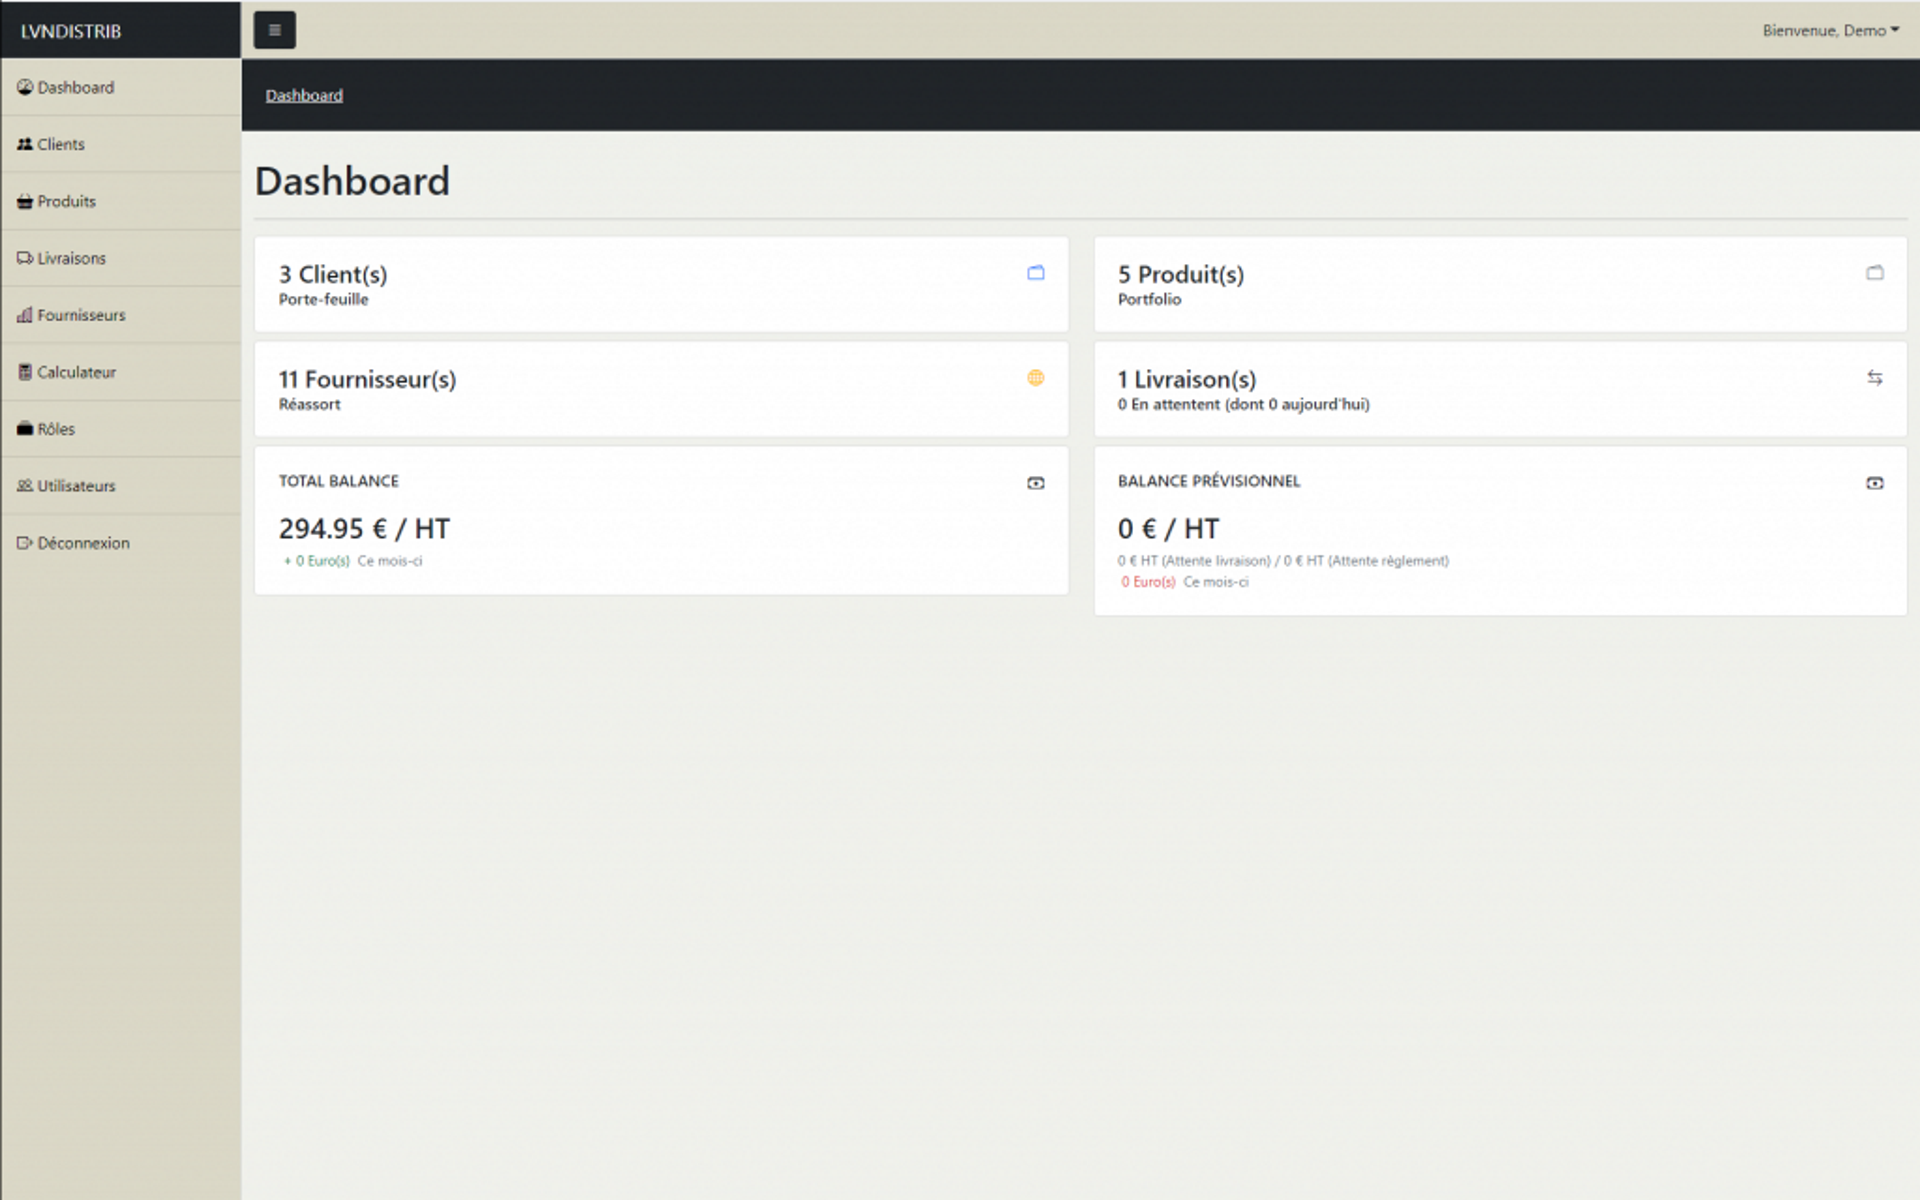 LVNDISTRIB
Bienvenue, Demo
Dashboard
Clients
Produits
Livraisons
Fournisseurs
Calculateur
Rôles
Utilisateurs
Déconnexion
Dashboard
Dashboard
3 Client(s)
Porte-feuille
5 Produit(s)
Portfolio
11 Fournisseur(s)
Réassort
1 Livraison(s)
0 En attentent (dont 0 aujourd'hui)
TOTAL BALANCE
294.95 € / HT
+ 0 Euro(s) Ce mois-ci
BALANCE PRÉVISIONNEL
0 € / HT
0 € HT (Attente livraison) / 0 € HT (Attente règlement)
0 Euro(s) Ce mois-ci